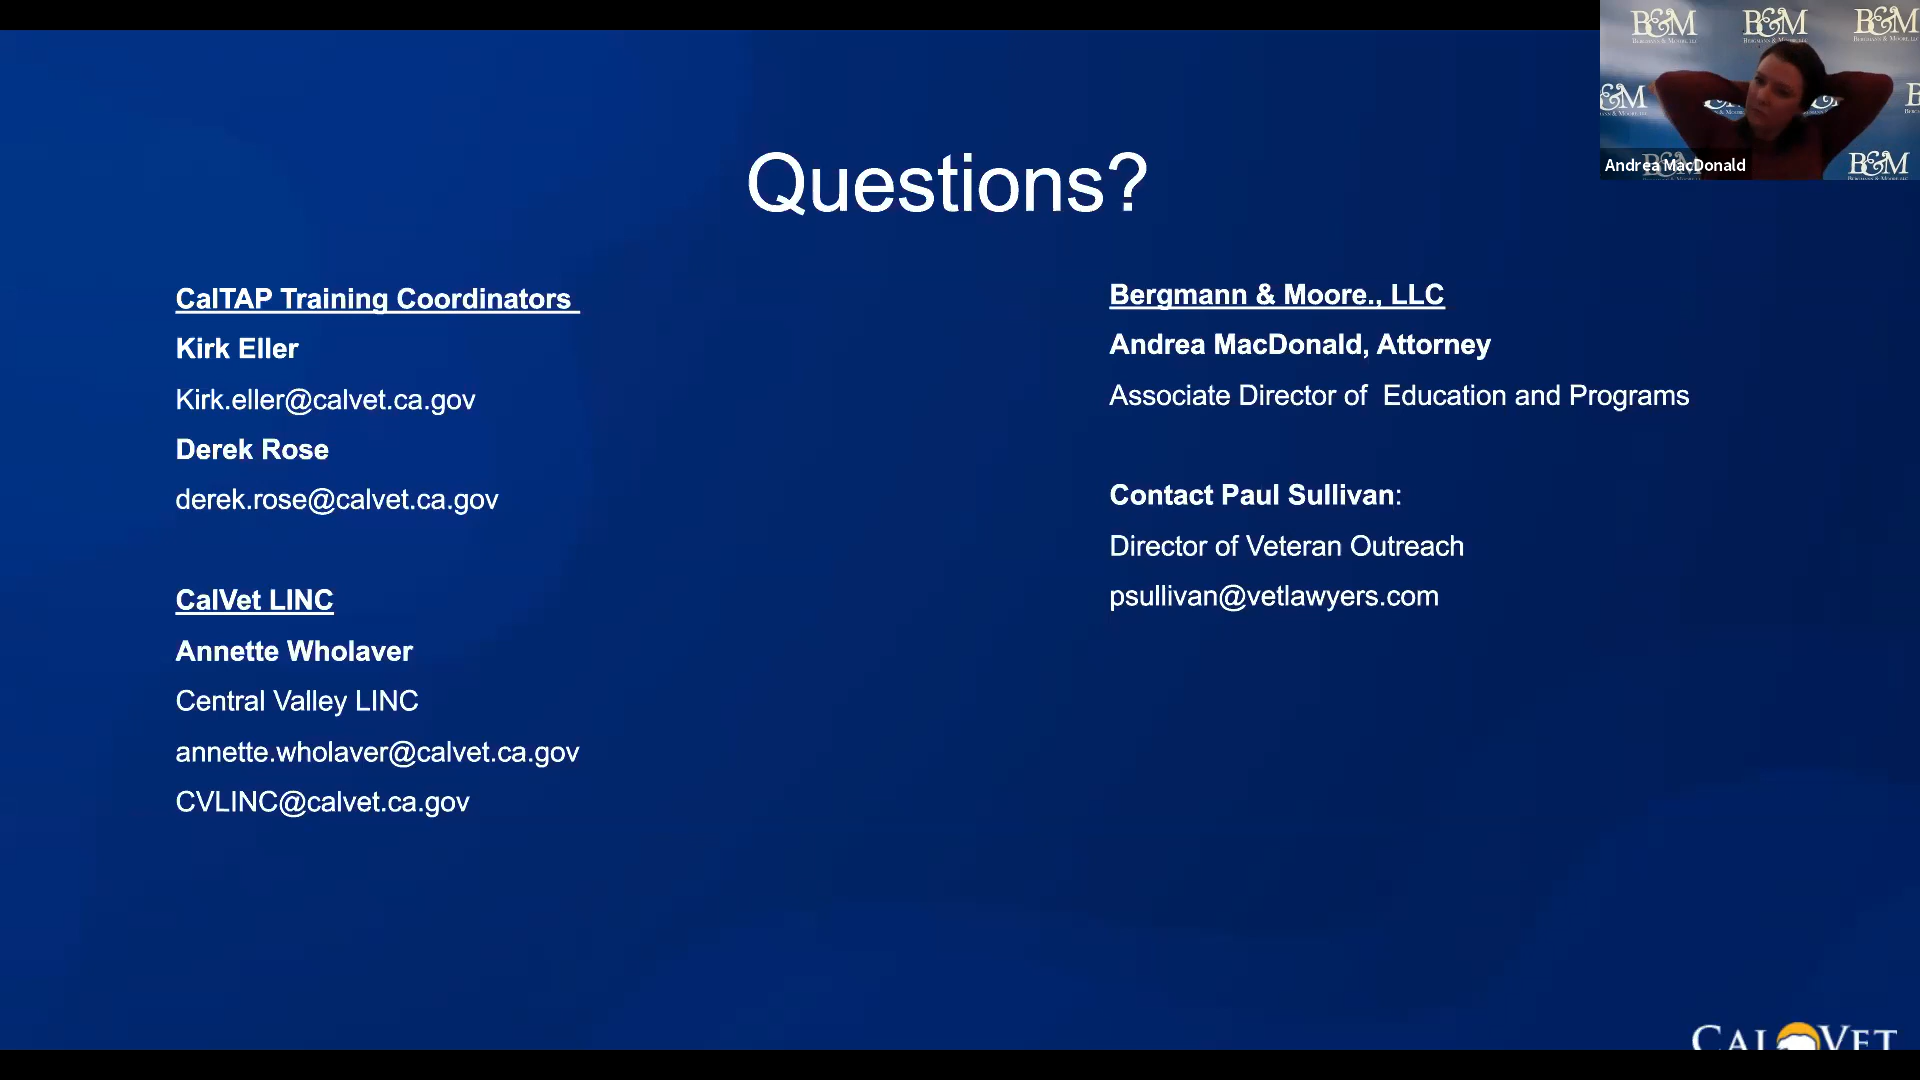 Questions?
CalTAP Training Coordinators
Kirk Eller
Kirk.eller@calvet.ca.gov
Derek Rose
derek.rose@calvet.ca.gov
CalVet LINC
Annette Wholaver
Central Valley LINC
annette.wholaver@calvet.ca.gov
CVLINC@calvet.ca.gov
Bergmann & Moore., LLC
Andrea MacDonald, Attorney
Associate Director of  Education and Programs
Contact Paul Sullivan:
Director of Veteran Outreach
psullivan@vetlawyers.com
B&M B&M B&M
Andrea MacDonald
B&M
CALVET